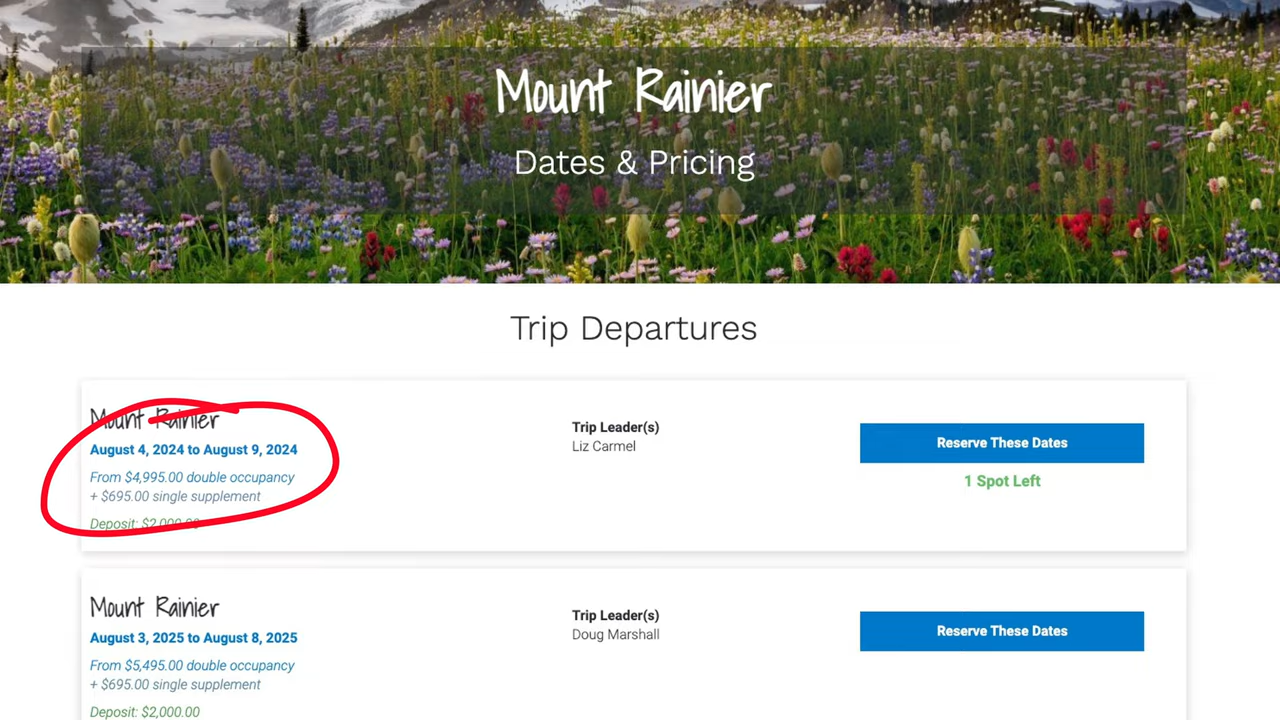 Mount Rainier
Dates & Pricing
Trip Departures
Mount Rainier
August 4, 2024 to August 9, 2024
From $4,995.00 double occupancy
+ $695.00 single supplement
Deposit: $2,000.00
Trip Leader(s)
Liz Carmel
Reserve These Dates
1 Spot Left
Mount Rainier
August 3, 2025 to August 8, 2025
From $5,495.00 double occupancy
+ $695.00 single supplement
Deposit: $2,000.00
Trip Leader(s)
Doug Marshall
Reserve These Dates